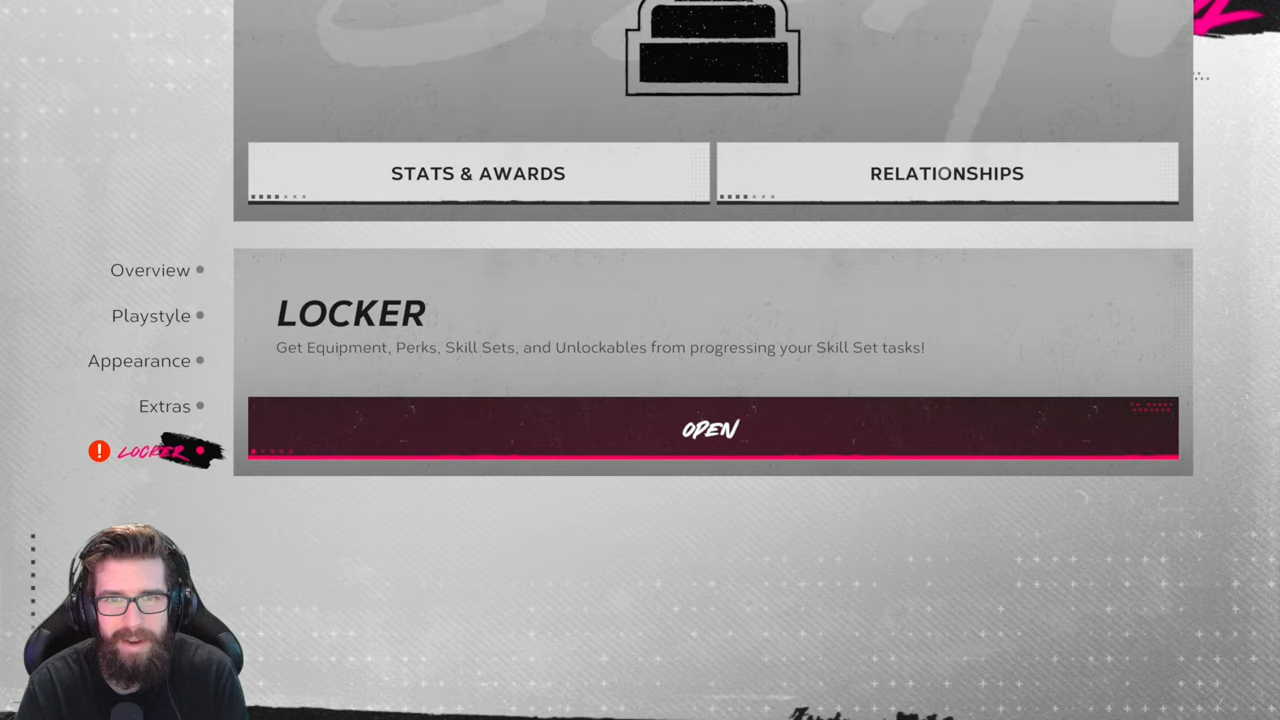 STATS & AWARDS
RELATIONSHIPS
Overview
Playstyle
Appearance
Extras
LOCKER
LOCKER
Get Equipment, Perks, Skill Sets, and Unlockables from progressing your Skill Set tasks!
OPEN